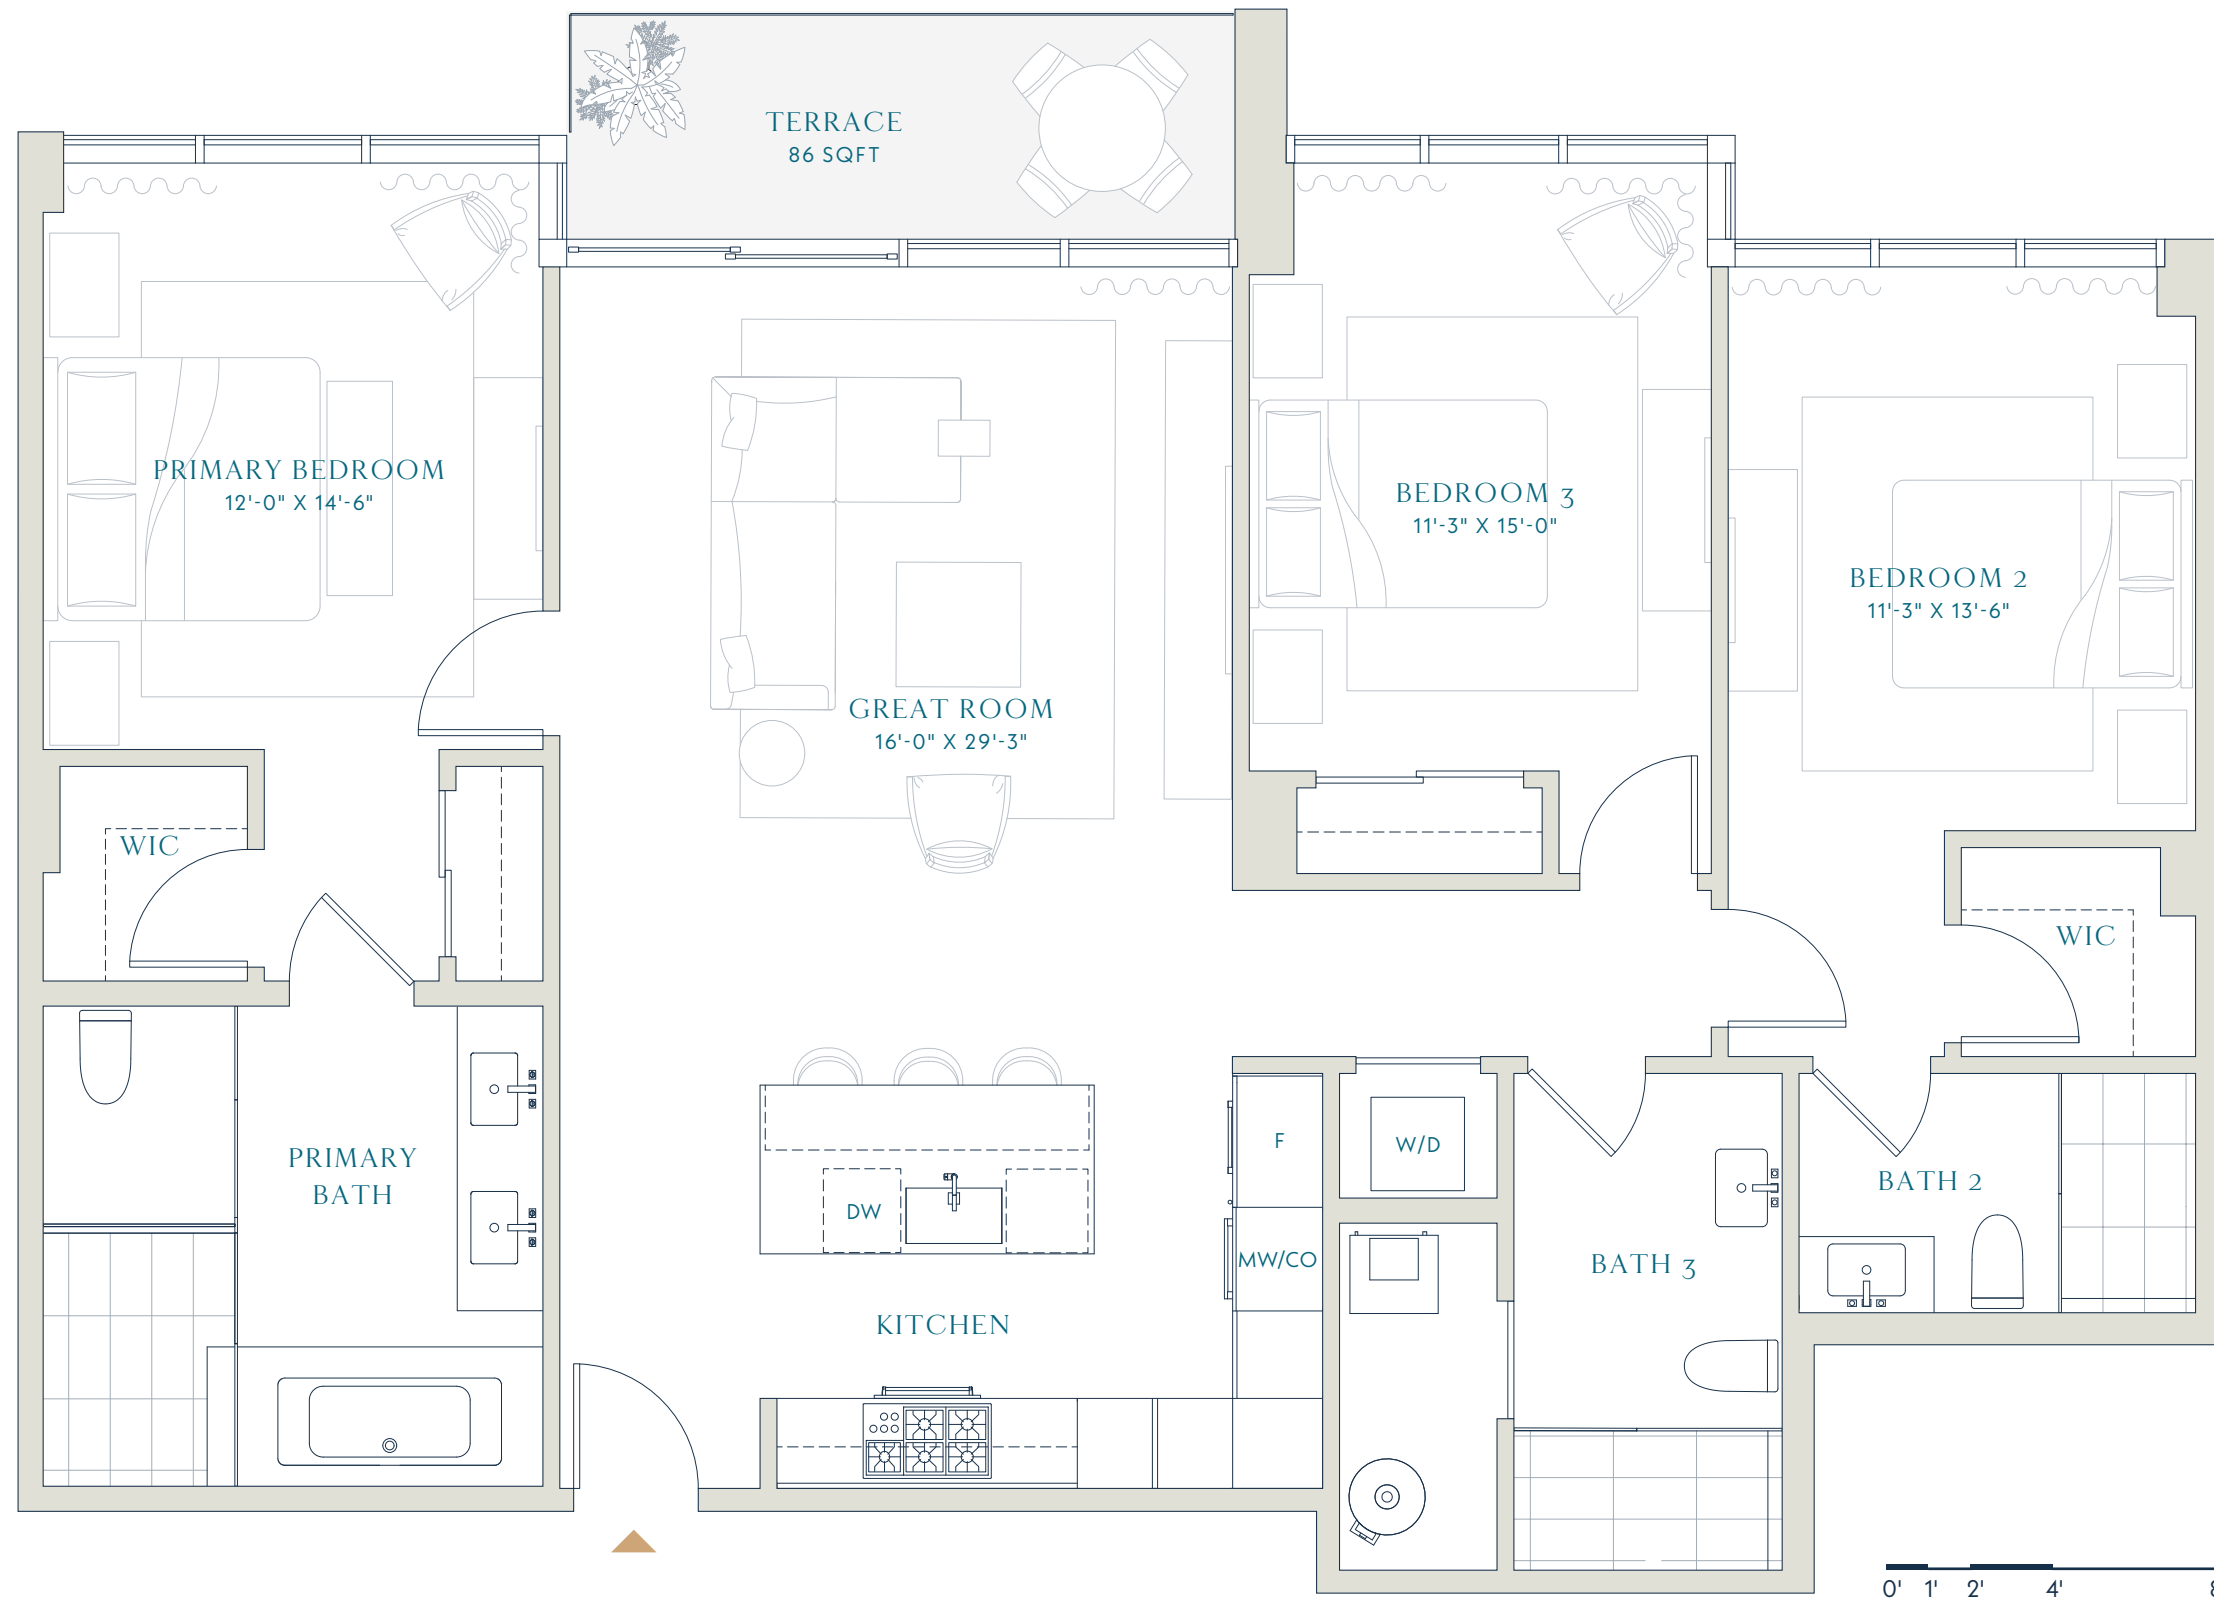 TERRACE
86 SQFT
PRIMARY BEDROOM
12'-0" X 14'-6"
BEDROOM 3
11'-3" X 15'-0"
BEDROOM 2
11'-3" X 13'-6"
GREAT ROOM
16'-0" X 29'-3"
WIC
WIC
PRIMARY
BATH
F
W/D
DW
MW/CO
BATH 2
BATH 3
KITCHEN
0' 1' 2' 4'